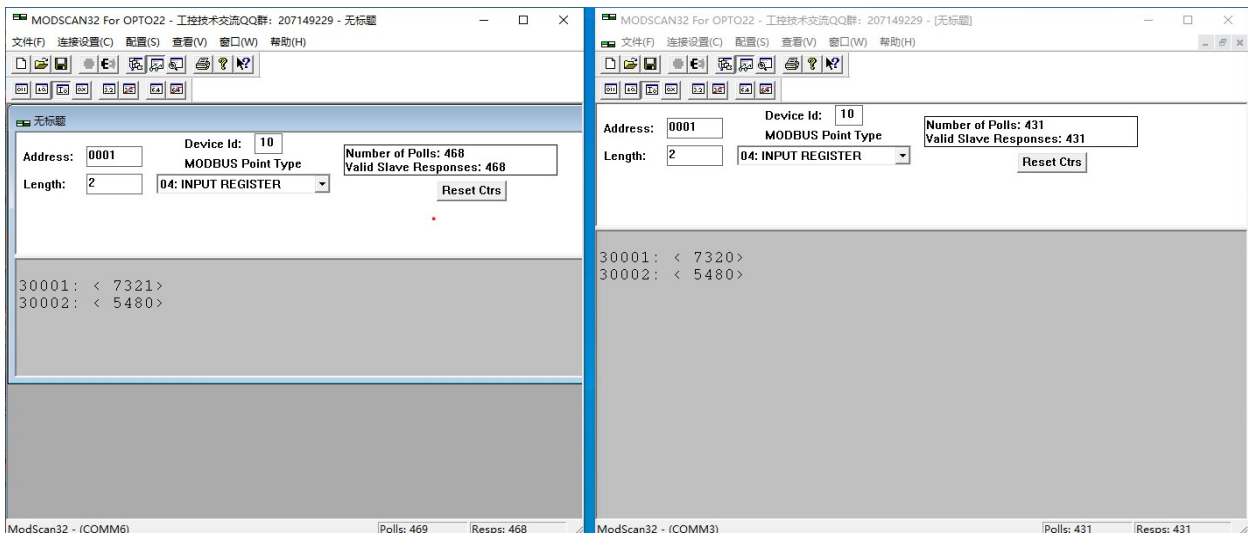 MODSCAN32 For OPTO22 - 工控技术交流QQ群：207149229 - 无标题
文件(F) 连接设置(C) 配置(S) 查看(V) 窗口(W) 帮助(H)
无标题
Device Id: 10
Address: 0001
MODBUS Point Type
Length: 2
04: INPUT REGISTER
Number of Polls: 468
Valid Slave Responses: 468
Reset Ctrs
30001: < 7321>
30002: < 5480>
ModScan32 - (COMM6)
Polls: 469
Resps: 468
MODSCAN32 For OPTO22 - 工控技术交流QQ群：207149229 - [无标题]
文件(F) 连接设置(C) 配置(S) 查看(V) 窗口(W) 帮助(H)
Device Id: 10
Address: 0001
MODBUS Point Type
Length: 2
04: INPUT REGISTER
Number of Polls: 431
Valid Slave Responses: 431
Reset Ctrs
30001: < 7320>
30002: < 5480>
ModScan32 - (COMM3)
Polls: 431
Resps: 431